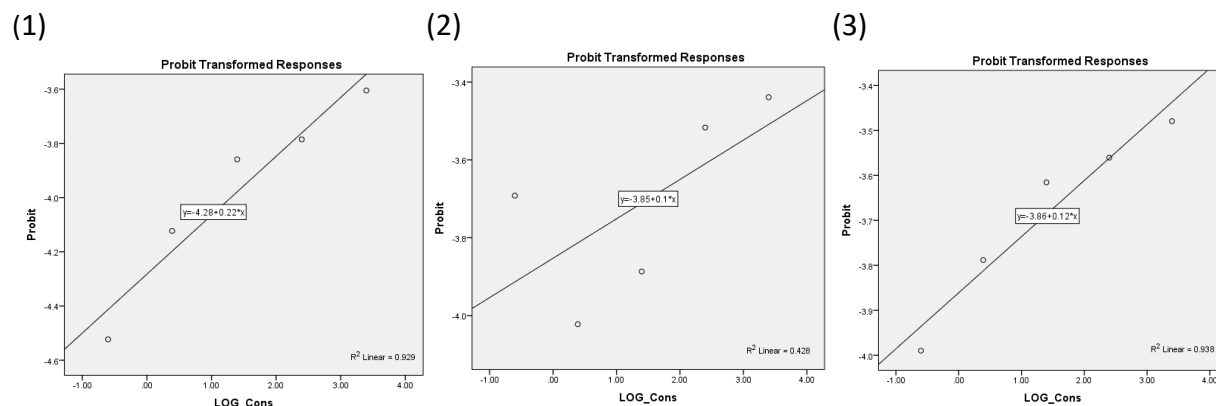 (1)
Probit Transformed Responses
Probit
-3.6
-3.8
-4.0
-4.2
-4.4
-4.6
y=-4.28+0.22*x
R² Linear = 0.929
-1.00 .00 1.00 2.00 3.00 4.00
LOG_Cons
(2)
Probit Transformed Responses
Probit
-3.4
-3.6
-3.8
-4.0
y=-3.85+0.1*x
R² Linear = 0.428
-1.00 .00 1.00 2.00 3.00 4.00
LOG_Cons
(3)
Probit Transformed Responses
Probit
-3.4
-3.5
-3.6
-3.7
-3.8
-3.9
-4.0
y=-3.86+0.12*x
R² Linear = 0.938
-1.00 .00 1.00 2.00 3.00 4.00
LOG_Cons